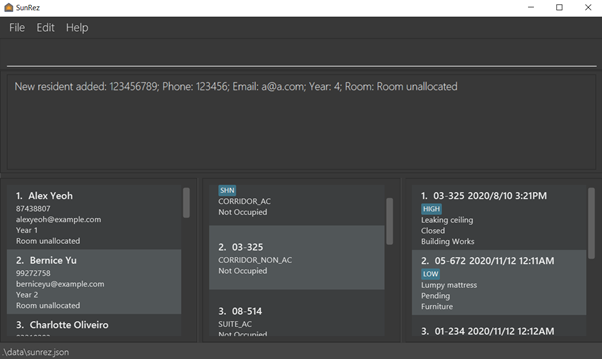 SunRez
File Edit Help
New resident added: 123456789; Phone: 123456; Email: a@a.com; Year: 4; Room: Room unallocated
1. Alex Yeoh
87438807
alexyeoh@example.com
Year 1
Room unallocated
2. Bernice Yu
99272758
berniceyu@example.com
Year 2
Room unallocated
3. Charlotte Oliveiro
SHN
CORRIDOR_AC
Not Occupied
2. 03-325
CORRIDOR_NON_AC
Not Occupied
3. 08-514
SUITE_AC
Not Occupied
1. 03-325 2020/8/10 3:21PM
HIGH
Leaking ceiling
Closed
Building Works
2. 05-672 2020/11/12 12:11AM
LOW
Lumpy mattress
Pending
Furniture
3. 01-234 2020/11/12 12:12AM
.\data\sunrez.json